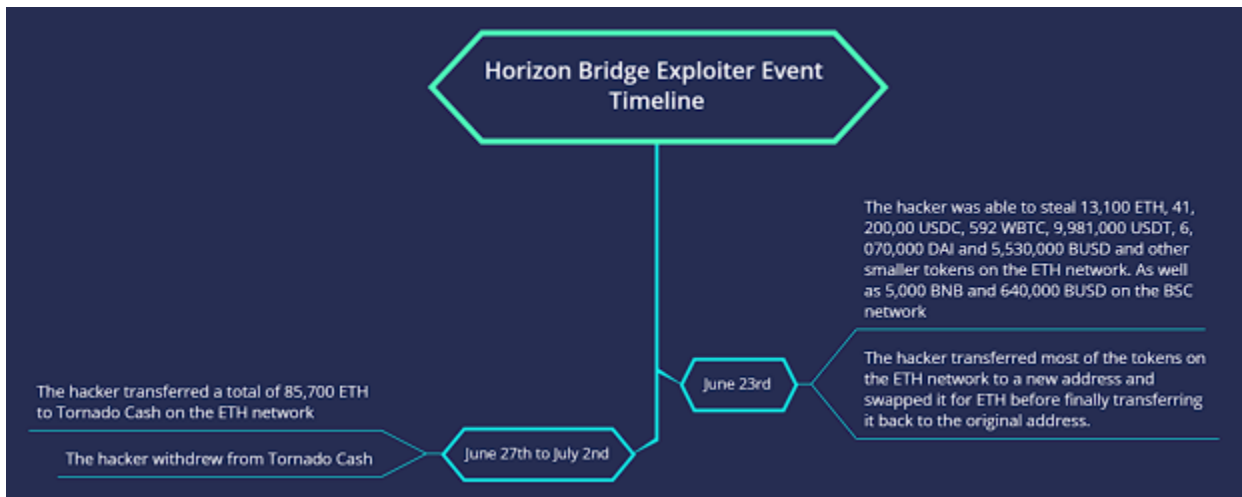 Horizon Bridge Exploiter Event
Timeline
The hacker was able to steal 13,100 ETH, 41,
200,00 USDC, 592 WBTC, 9,981,000 USDT, 6,
070,000 DAI and 5,530,000 BUSD and other
smaller tokens on the ETH network. As well
as 5,000 BNB and 640,000 BUSD on the BSC
network
June 23rd
The hacker transferred most of the tokens on
the ETH network to a new address and
swapped it for ETH before finally transferring
it back to the original address.
The hacker transferred a total of 85,700 ETH
to Tornado Cash on the ETH network
June 27th to July 2nd
The hacker withdrew from Tornado Cash